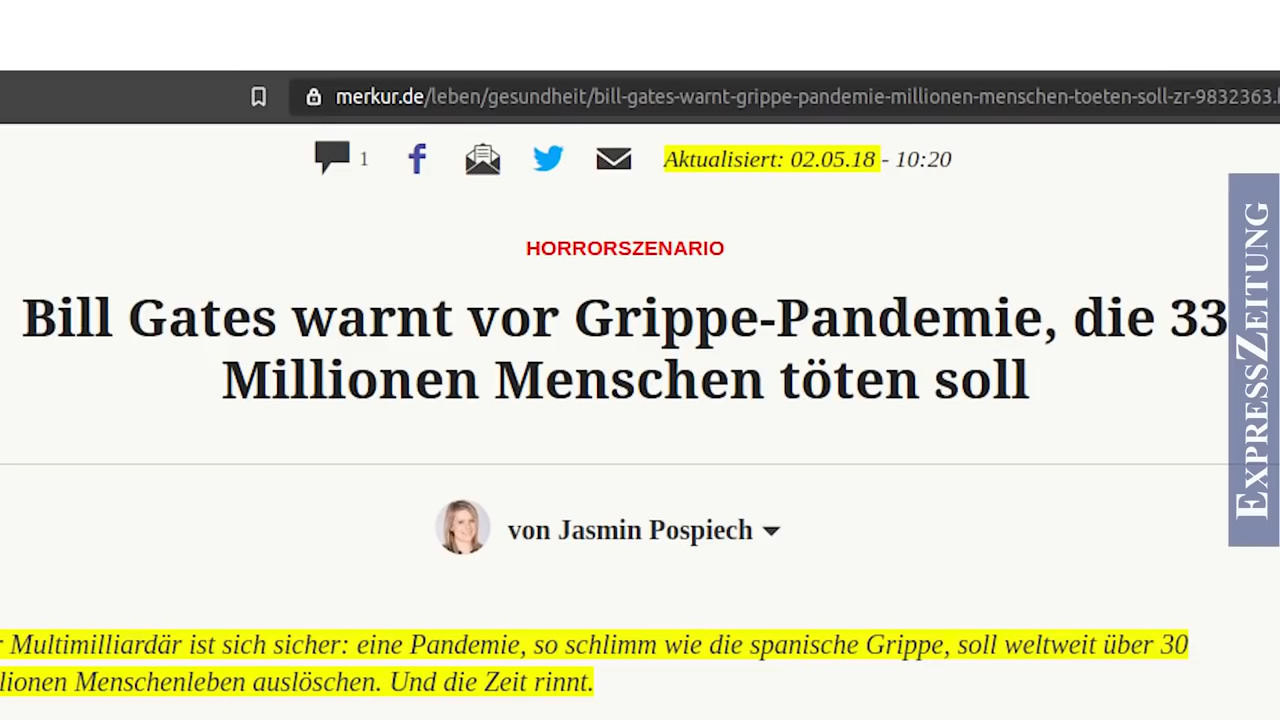 merkur.de/leben/gesundheit/bill-gates-warnt-grippe-pandemie-millionen-menschen-toeten-soll-zr-9832363.
1
Aktualisiert: 02.05.18 - 10:20
HORRORSZENARIO
Bill Gates warnt vor Grippe-Pandemie, die 33
Millionen Menschen töten soll
von Jasmin Pospiech
Multimilliardär ist sich sicher: eine Pandemie, so schlimm wie die spanische Grippe, soll weltweit über 30
lionen Menschenleben auslöschen. Und die Zeit rinnt.
EXPRESSZEITUNG